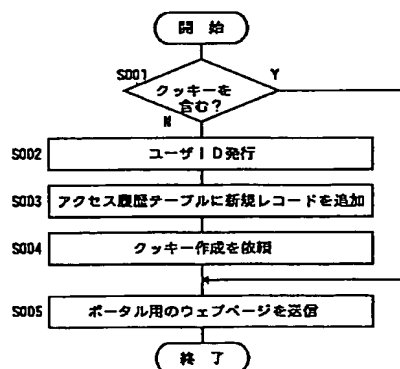 開 始
S001
クッキーを
含む?
Y
N
S002 ユーザID発行
S003 アクセス履歴テーブルに新規レコードを追加
S004 クッキー作成を依頼
S005 ポータル用のウェブページを送信
終 了